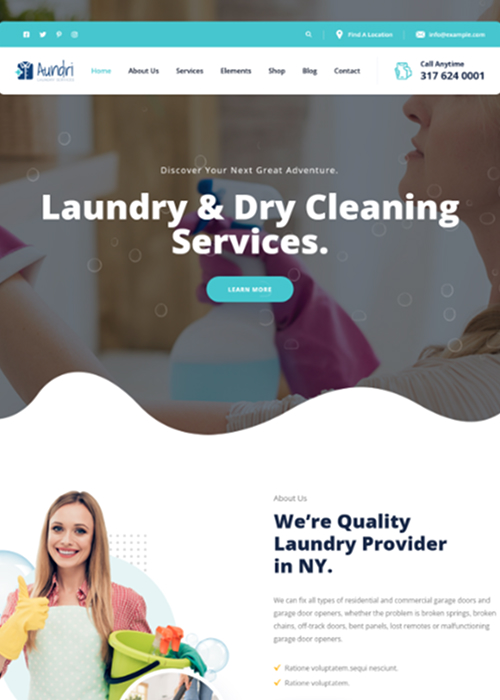 Find A Location
info@example.com
Aundri
Home
About Us
Services
Elements
Shop
Blog
Contact
Call Anytime
317 624 0001
Discover Your Next Great Adventure.
Laundry & Dry Cleaning
Services.
LEARN MORE
About Us
We're Quality
Laundry Provider
in NY.
We can fix all types of residential and commercial garage doors and
garage door openers, whether the problem is broken springs, broken
chains, off-track doors, bent panels, lost remotes or malfunctioning
garage door openers.
Ratione voluptatem sequi nesciunt.
Ratione voluptatem.